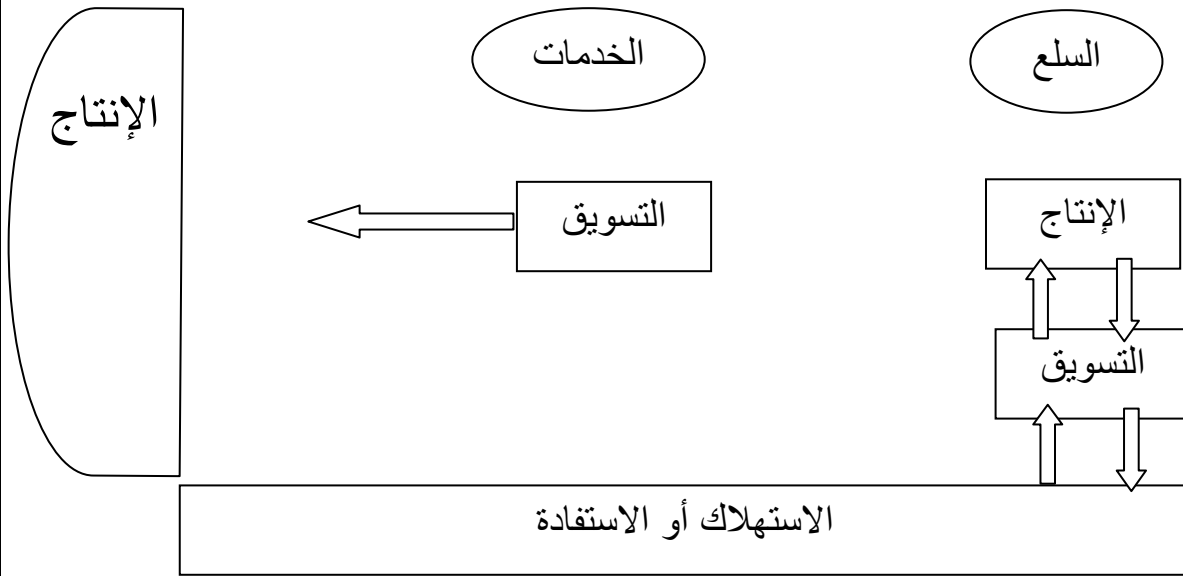 السلع
الخدمات
الإنتاج
الإنتاج
التسويق
التسويق
الاستهلاك أو الاستفادة